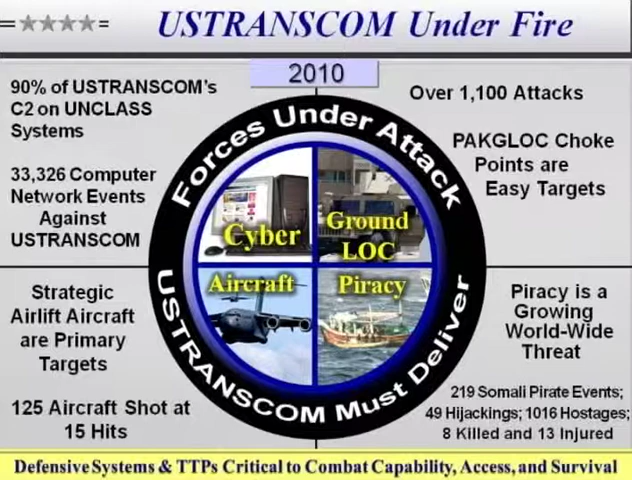 USTRANSCOM Under Fire
2010
90% of USTRANSCOM's
C2 on UNCLASS
Systems
33,326 Computer
Network Events
Against
USTRANSCOM
Over 1,100 Attacks
PAKGLOC Choke
Points are
Easy Targets
Forces Under Attack
Cyber
Ground
LOC
Aircraft
Piracy
USTRANSCOM Must Deliver
Strategic
Airlift Aircraft
are Primary
Targets
125 Aircraft Shot at
15 Hits
Piracy is a
Growing
World-Wide
Threat
219 Somali Pirate Events;
49 Hijackings; 1016 Hostages;
8 Killed and 13 Injured
Defensive Systems & TTPs Critical to Combat Capability, Access, and Survival